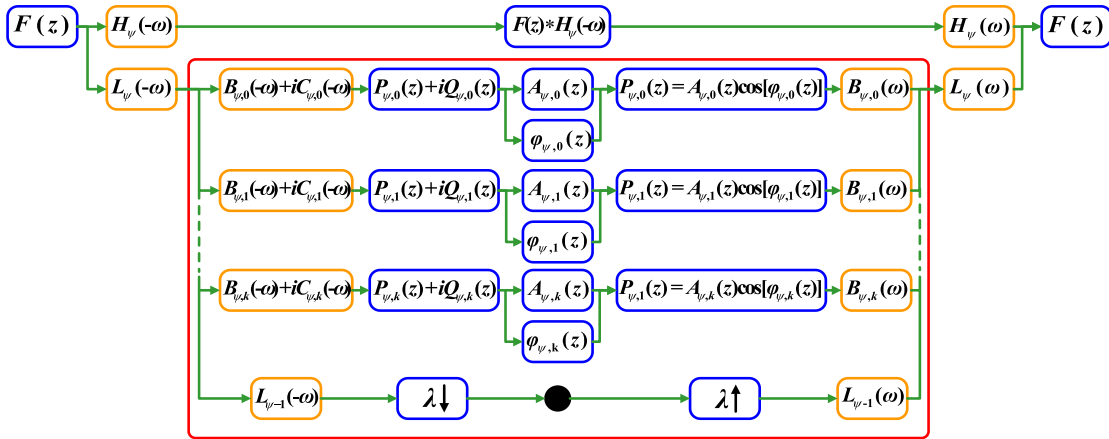 F(z) H_ψ(-ω) F(z)*H_ψ(-ω) H_ψ(ω) F(z)
L_ψ(-ω) B_ψ,0(-ω)+iC_ψ,0(-ω) P_ψ,0(z)+iQ_ψ,0(z) A_ψ,0(z) P_ψ,0(z)=A_ψ,0(z)cos[φ_ψ,0(z)] B_ψ,0(ω) L_ψ(ω)
φ_ψ,0(z)
B_ψ,1(-ω)+iC_ψ,1(-ω) P_ψ,1(z)+iQ_ψ,1(z) A_ψ,1(z) P_ψ,1(z)=A_ψ,1(z)cos[φ_ψ,1(z)] B_ψ,1(ω)
φ_ψ,1(z)
B_ψ,k(-ω)+iC_ψ,k(-ω) P_ψ,k(z)+iQ_ψ,k(z) A_ψ,k(z) P_ψ,1(z)=A_ψ,k(z)cos[φ_ψ,k(z)] B_ψ,k(ω)
φ_ψ,k(z)
L_ψ-1(-ω) λ↓ λ↑ L_ψ-1(ω)